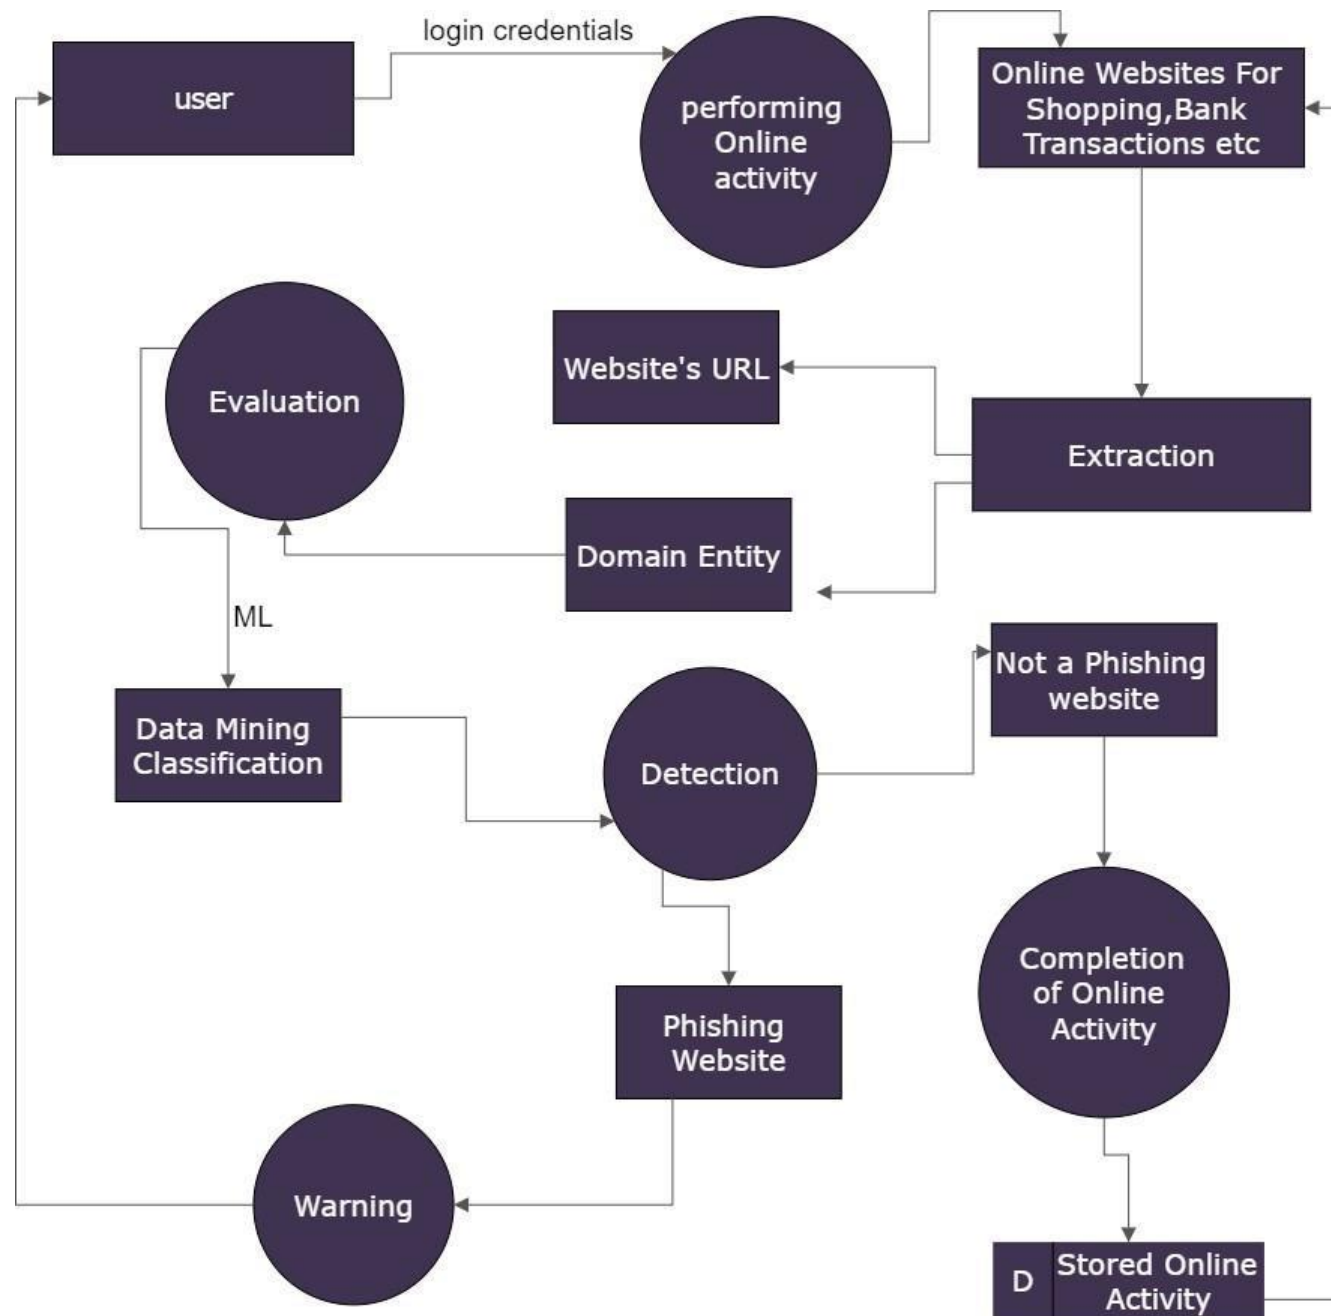 login credentials
user
performing
Online
activity
Online Websites For
Shopping,Bank
Transactions etc
Evaluation
Website's URL
Extraction
Domain Entity
ML
Not a Phishing
website
Data Mining
Classification
Detection
Completion
of Online
Activity
Phishing
Website
Warning
D
Stored Online
Activity